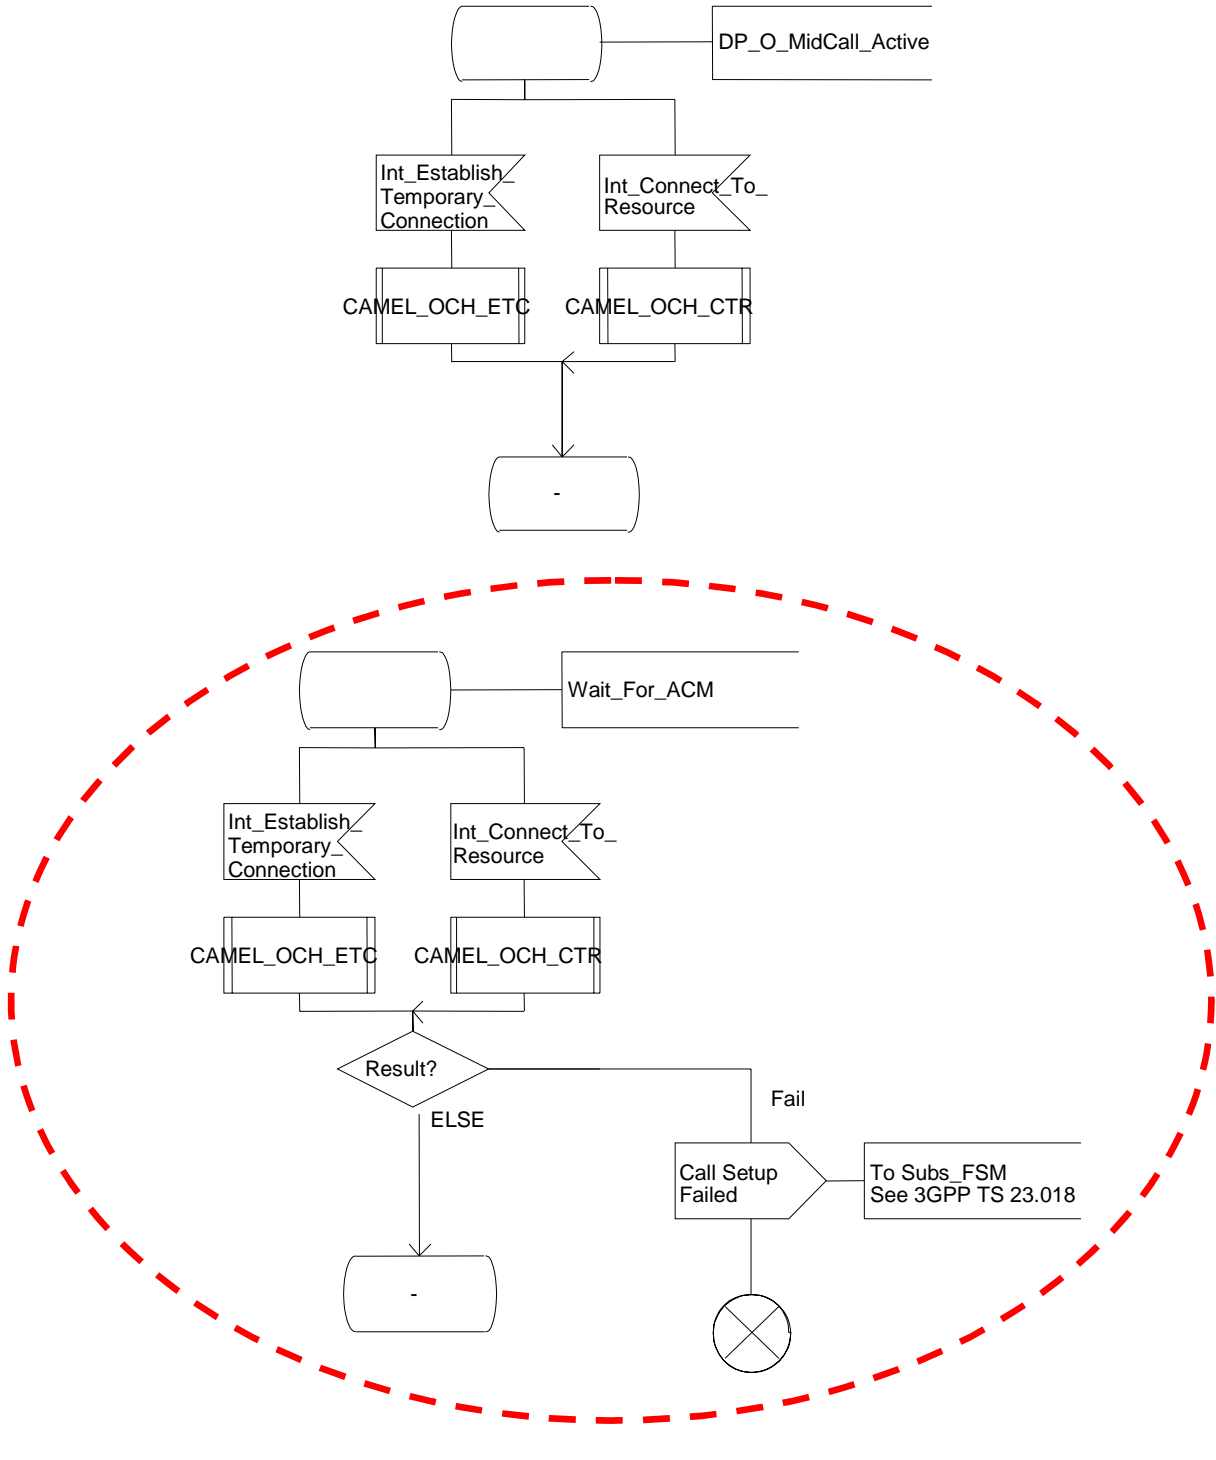 DP_O_MidCall_Active
Int_Establish_
Temporary_
Connection
Int_Connect_To_
Resource
CAMEL_OCH_ETC
CAMEL_OCH_CTR
-
Wait_For_ACM
Int_Establish_
Temporary_
Connection
Int_Connect_To_
Resource
CAMEL_OCH_ETC
CAMEL_OCH_CTR
Result?
Fail
ELSE
Call Setup
Failed
To Subs_FSM
See 3GPP TS 23.018
-